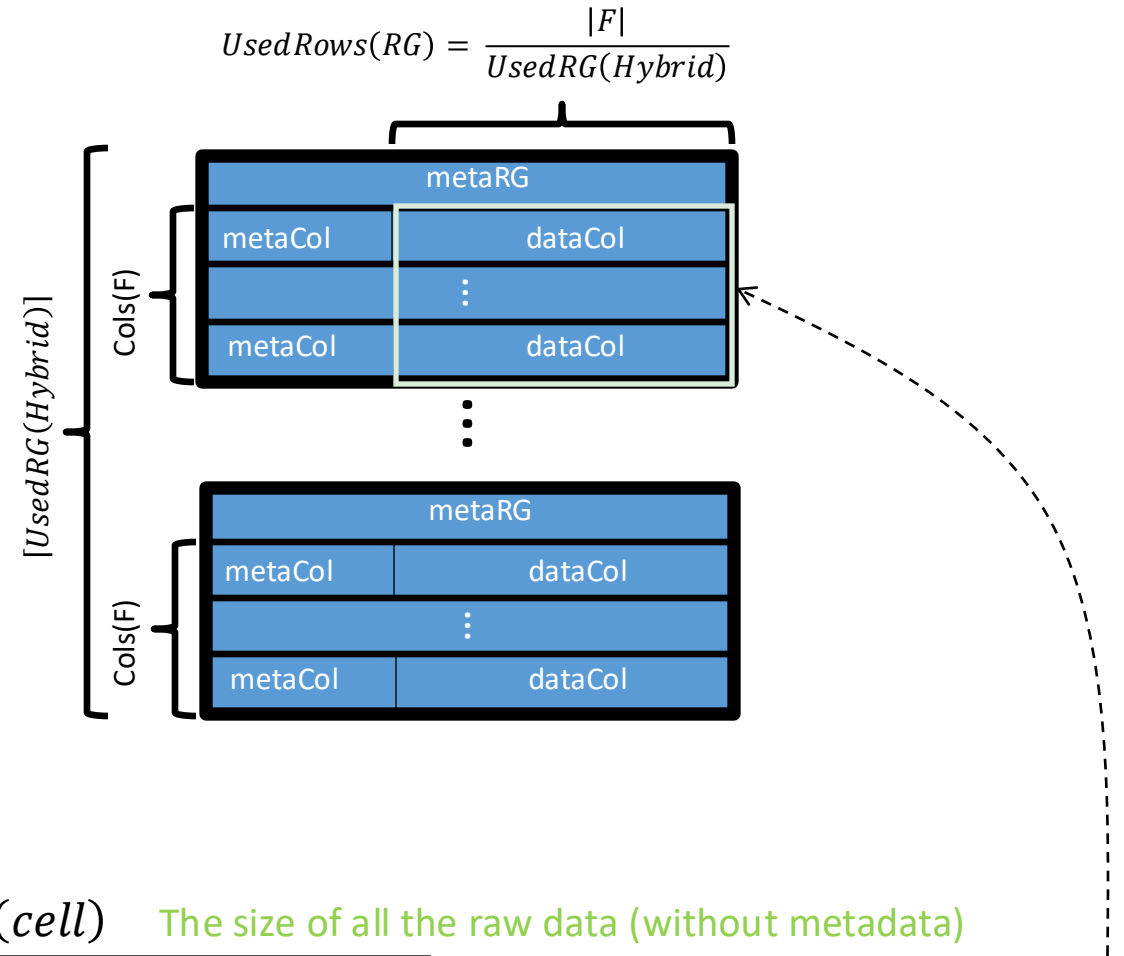 UsedRows(RG) = |F| / UsedRG(Hybrid)
metaRG
metaCol dataCol
⋮
metaCol dataCol
Cols(F)
⋮
⌈UsedRG(Hybrid)⌉
metaRG
metaCol dataCol
⋮
metaCol dataCol
Cols(F)
(cell) The size of all the raw data (without metadata)